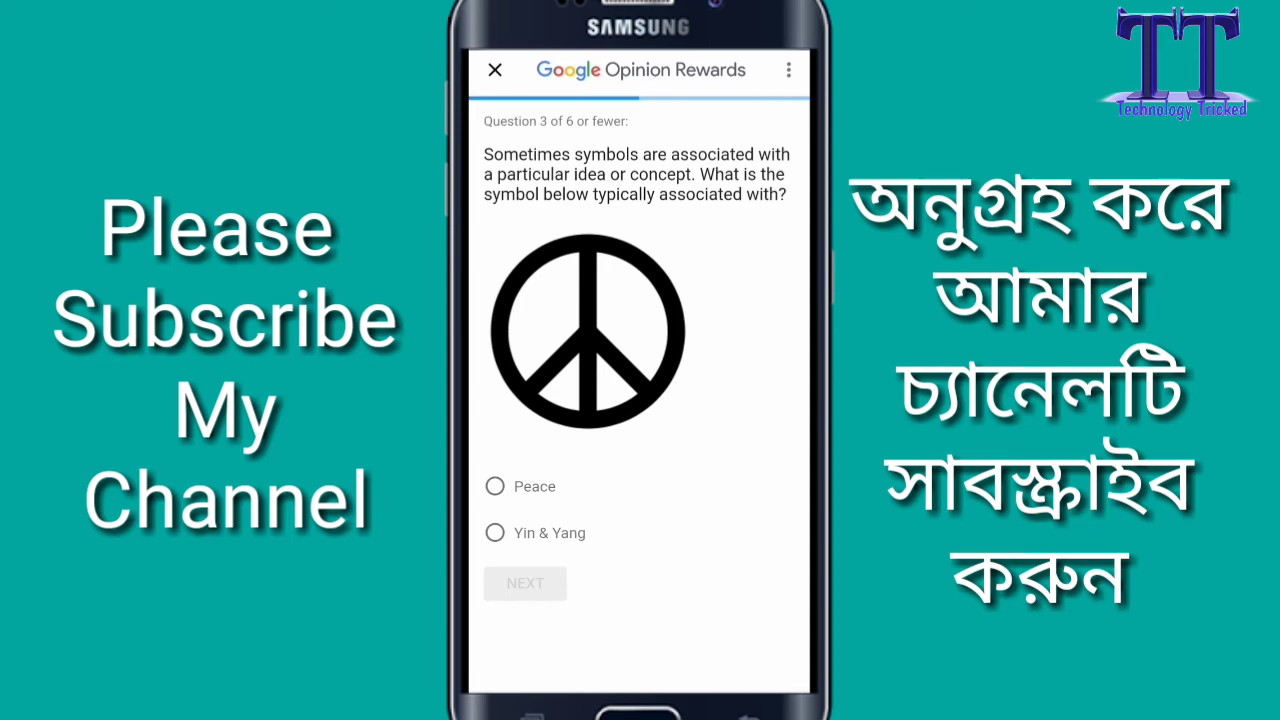 Please
Subscribe
My
Channel
SAMSUNG
Google Opinion Rewards
Question 3 of 6 or fewer:
Sometimes symbols are associated with
a particular idea or concept. What is the
symbol below typically associated with?
Peace
Yin & Yang
NEXT
TT
Technology Tricked
অনুগ্রহ করে
আমার
চ্যানেলটি
সাবস্ক্রাইব
করুন